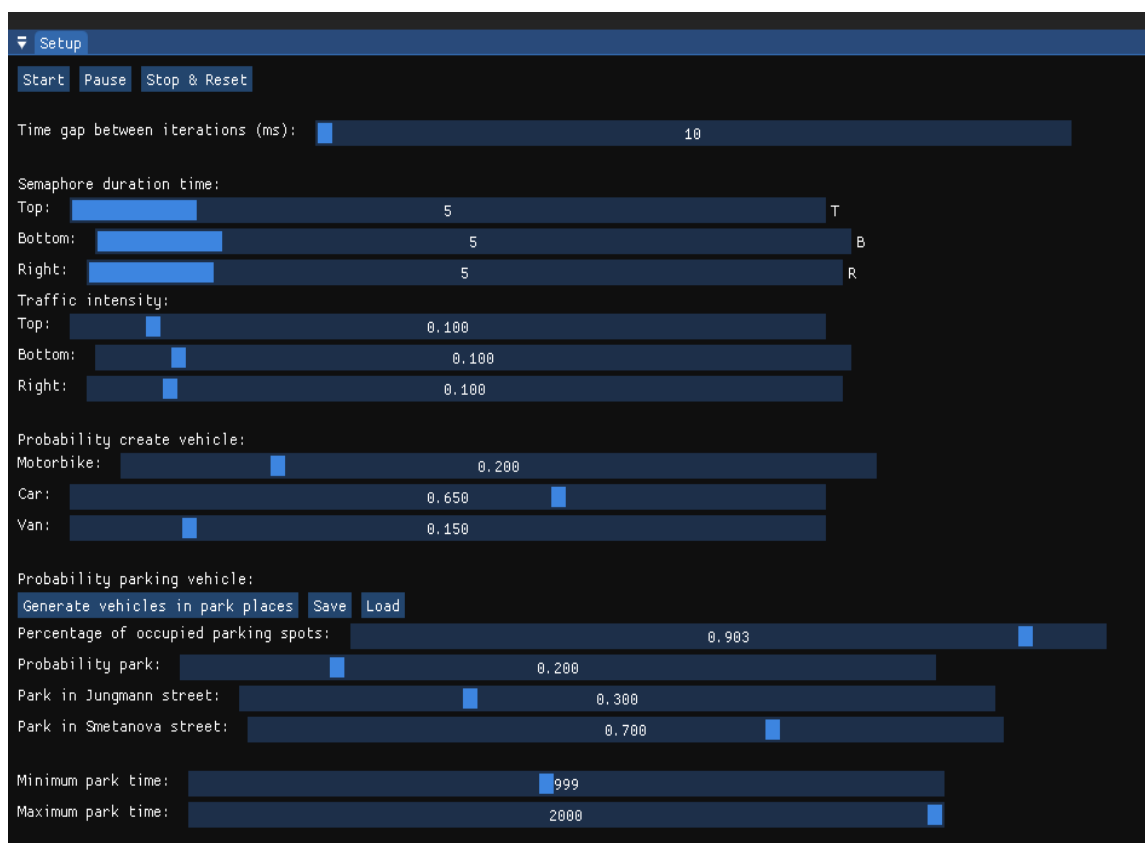 Setup
Start Pause Stop & Reset
Time gap between iterations (ms): 10
Semaphore duration time:
Top: 5 T
Bottom: 5 B
Right: 5 R
Traffic intensity:
Top: 0.100
Bottom: 0.100
Right: 0.100
Probability create vehicle:
Motorbike: 0.200
Car: 0.650
Van: 0.150
Probability parking vehicle:
Generate vehicles in park places Save Load
Percentage of occupied parking spots: 0.903
Probability park: 0.200
Park in Jungmann street: 0.300
Park in Smetanova street: 0.700
Minimum park time: 999
Maximum park time: 2000